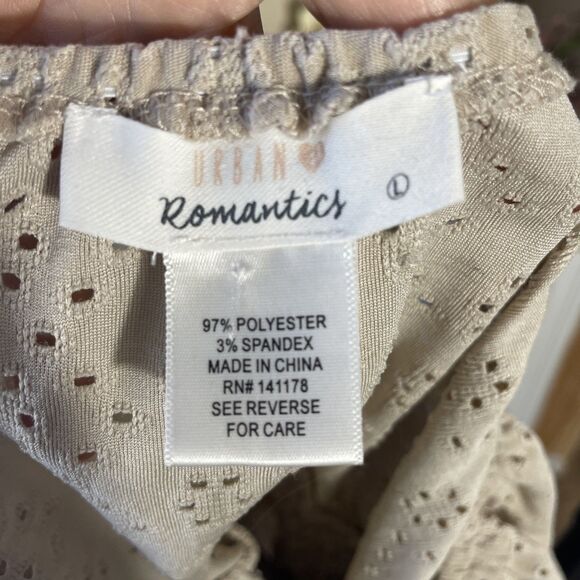 URBAN
Romantics
L
97% POLYESTER
3% SPANDEX
MADE IN CHINA
RN# 141178
SEE REVERSE
FOR CARE